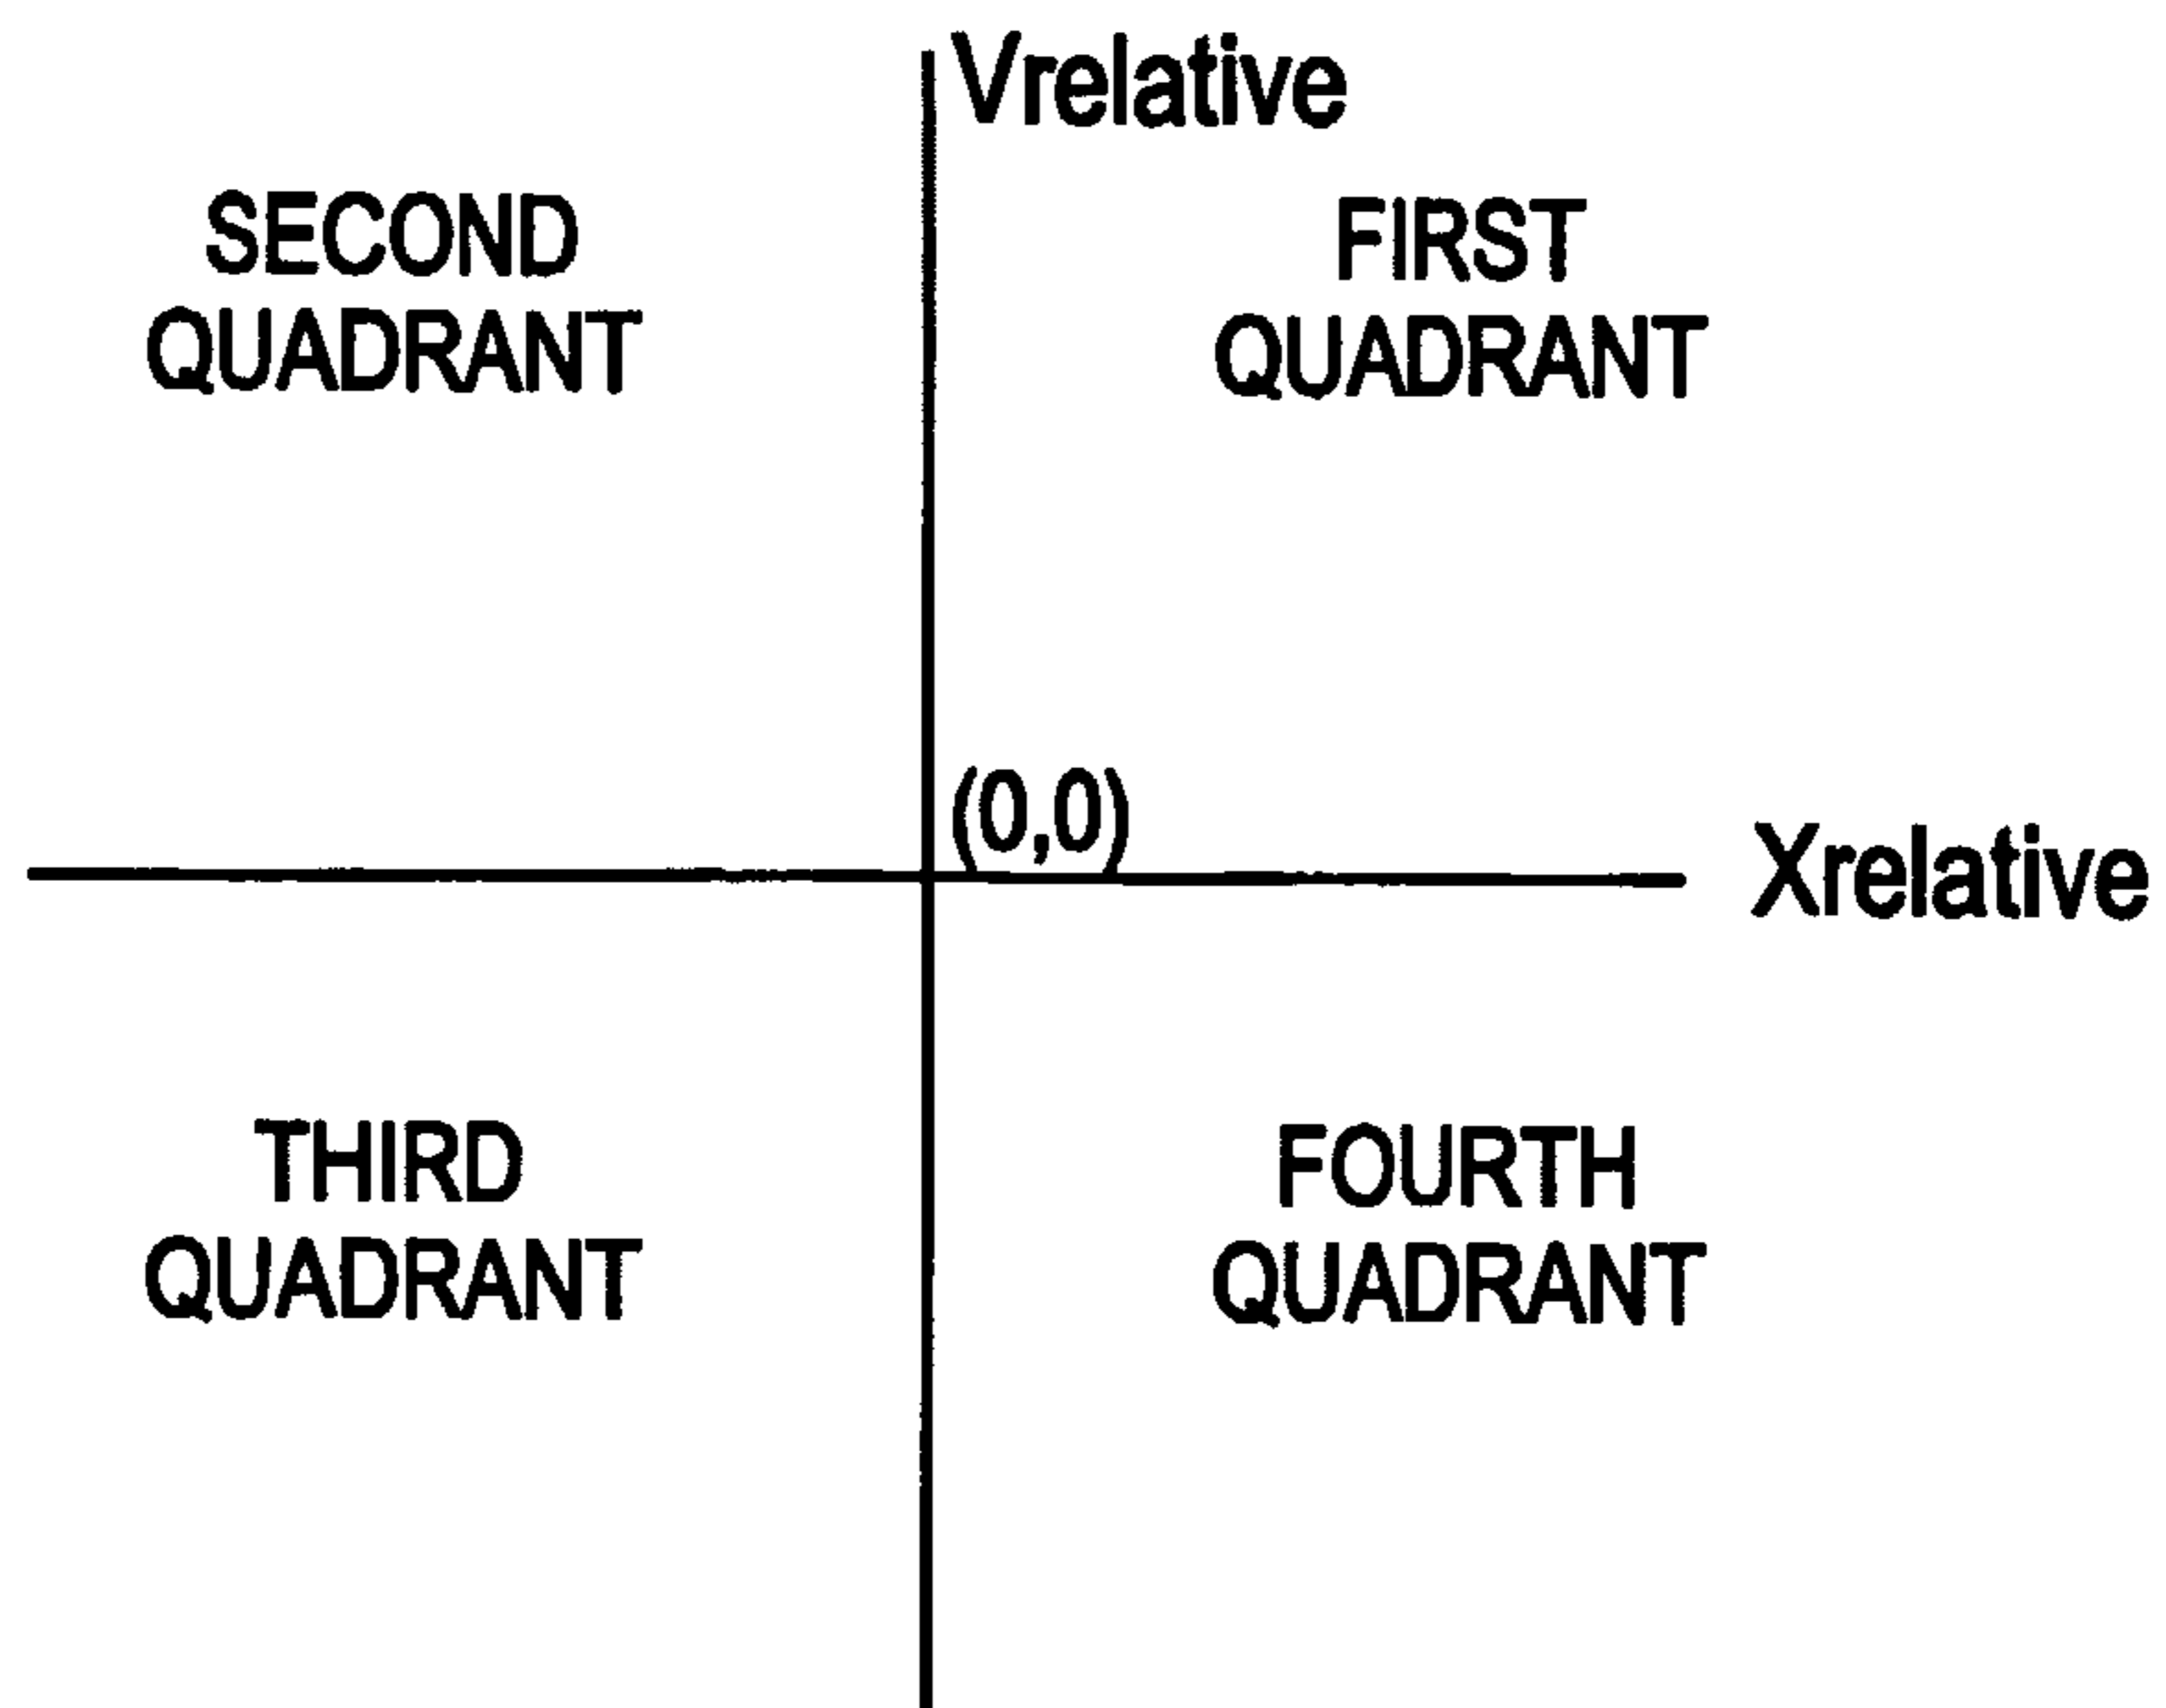 Vrelative
SECOND
QUADRANT
FIRST
QUADRANT
(0,0)
Xrelative
THIRD
QUADRANT
FOURTH
QUADRANT